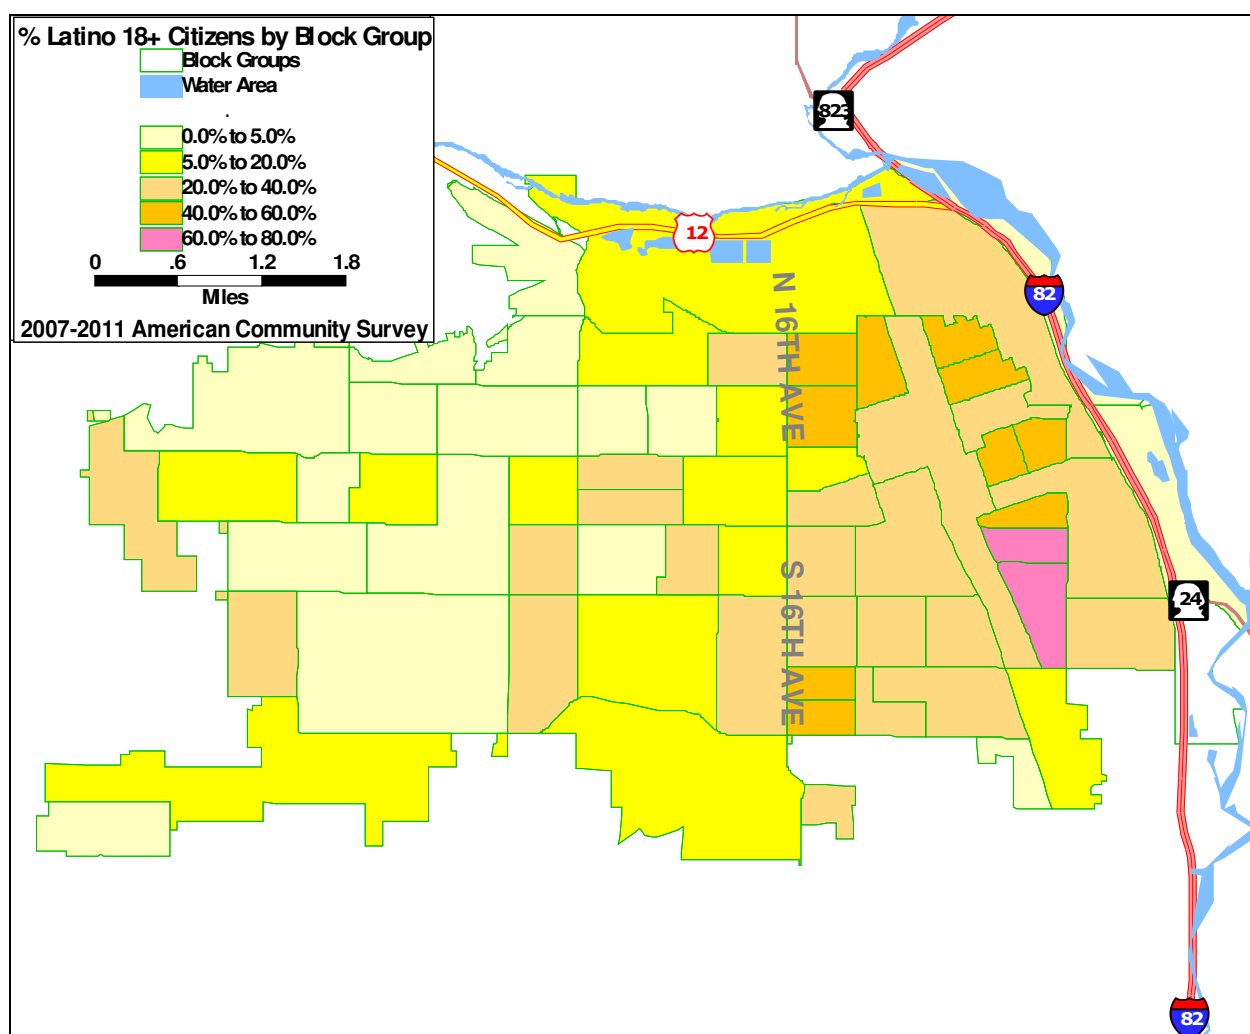 % Latino 18+ Citizens by Block Group
Block Groups
Water Area
.
0.0% to 5.0%
5.0% to 20.0%
20.0% to 40.0%
40.0% to 60.0%
60.0% to 80.0%
0 .6 1.2 1.8
Miles
2007-2011 American Community Survey
823
12
82
N 16TH AVE
S 16TH AVE
24
82